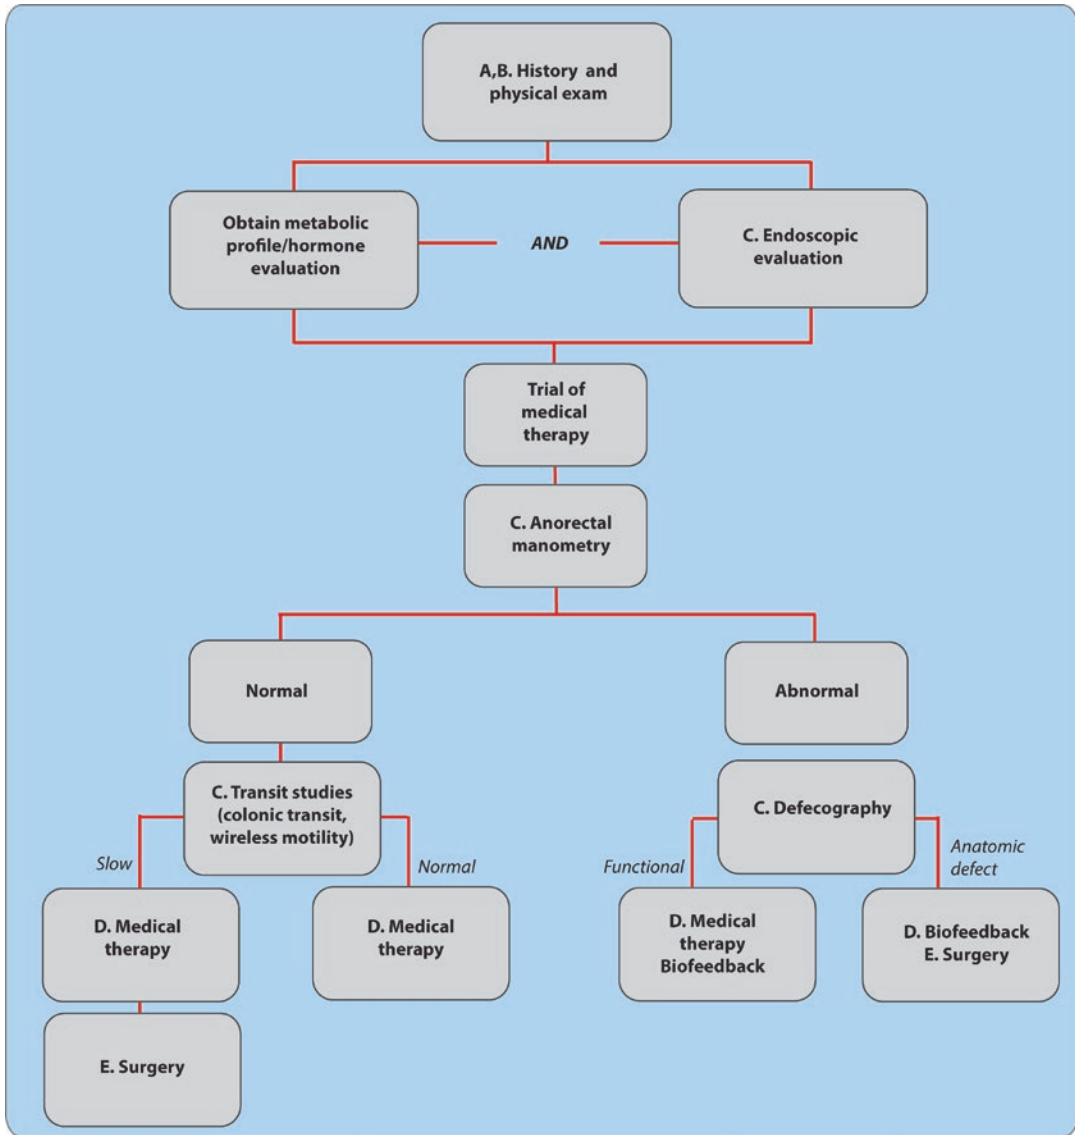 A,B. History and
physical exam
Obtain metabolic
profile/hormone
evaluation
AND
C. Endoscopic
evaluation
Trial of
medical
therapy
C. Anorectal
manometry
Normal
Abnormal
C. Transit studies
(colonic transit,
wireless motility)
C. Defecography
Slow
Normal
Functional
Anatomic
defect
D. Medical
therapy
D. Medical
therapy
D. Medical
therapy
Biofeedback
D. Biofeedback
E. Surgery
E. Surgery